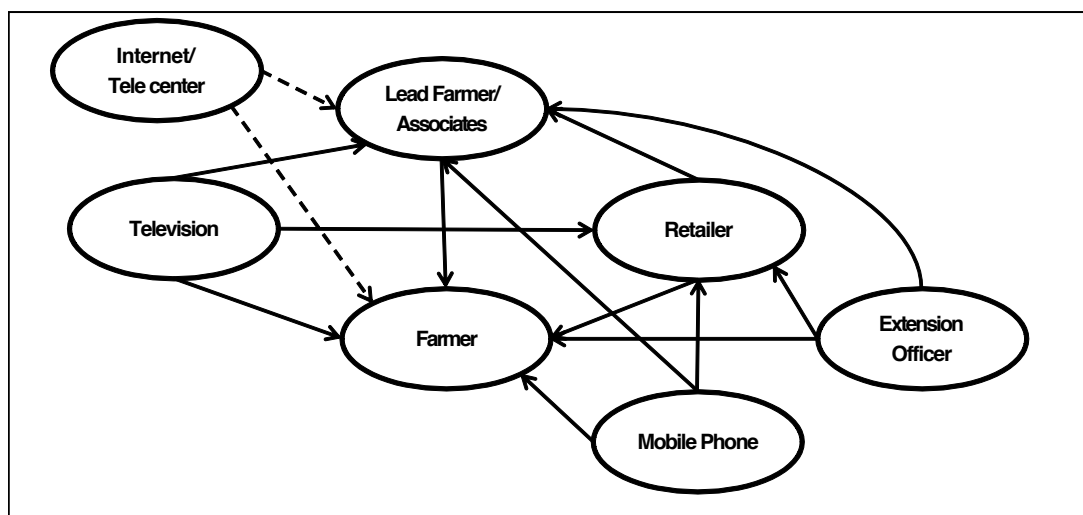 Internet/
Tele center
Lead Farmer/
Associates
Television
Retailer
Farmer
Extension
Officer
Mobile Phone